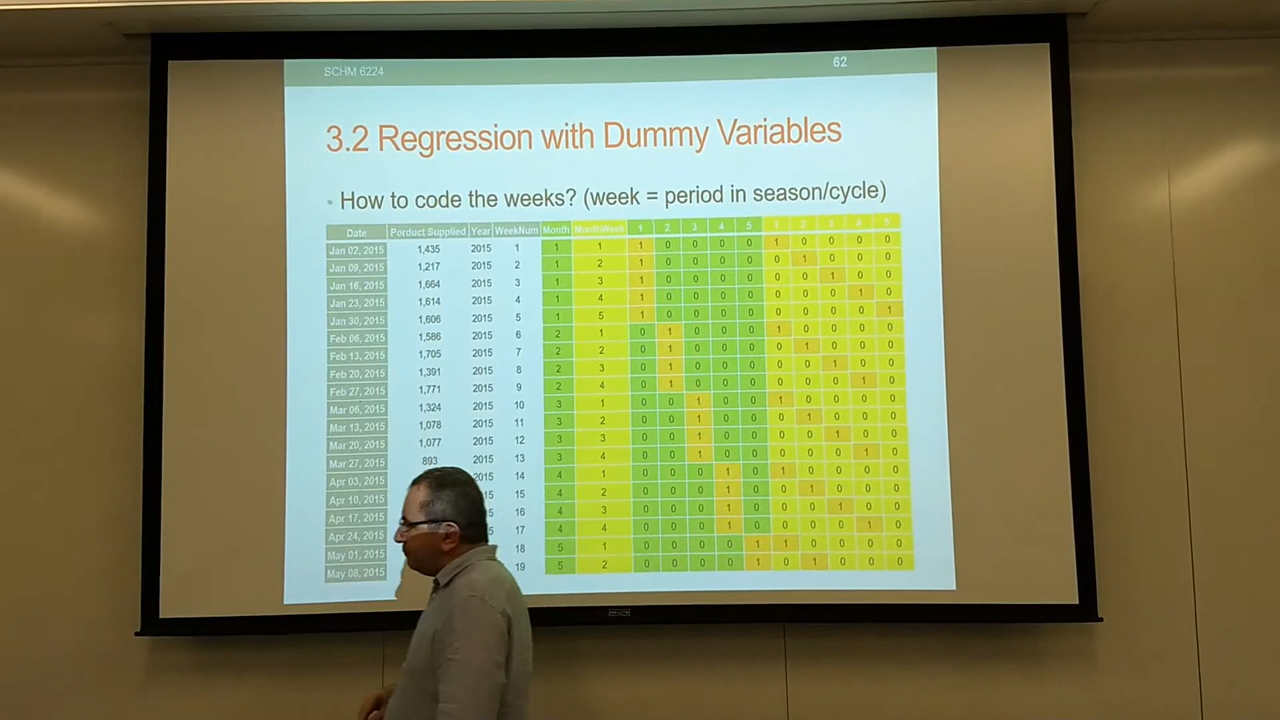 SCHM 6224 62
3.2 Regression with Dummy Variables
• How to code the weeks? (week = period in season/cycle)
Date Porduct Supplied Year WeekNum Month MonthWeek 1 2 3 4 5 1 2 3 4 5
Jan 02, 2015 1,435 2015 1 1 1 1 0 0 0 0 1 0 0 0 0
Jan 09, 2015 1,217 2015 2 1 2 1 0 0 0 0 0 1 0 0 0
Jan 16, 2015 1,664 2015 3 1 3 1 0 0 0 0 0 0 1 0 0
Jan 23, 2015 1,614 2015 4 1 4 1 0 0 0 0 0 0 0 1 0
Jan 30, 2015 1,606 2015 5 1 5 1 0 0 0 0 0 0 0 0 1
Feb 06, 2015 1,586 2015 6 2 1 0 1 0 0 0 1 0 0 0 0
Feb 13, 2015 1,705 2015 7 2 2 0 1 0 0 0 0 1 0 0 0
Feb 20, 2015 1,391 2015 8 2 3 0 1 0 0 0 0 0 1 0 0
Feb 27, 2015 1,771 2015 9 2 4 0 1 0 0 0 0 0 0 1 0
Mar 06, 2015 1,324 2015 10 3 1 0 0 1 0 0 1 0 0 0 0
Mar 13, 2015 1,078 2015 11 3 2 0 0 1 0 0 0 1 0 0 0
Mar 20, 2015 1,077 2015 12 3 3 0 0 1 0 0 0 0 1 0 0
Mar 27, 2015 893 2015 13 3 4 0 0 1 0 0 0 0 0 1 0
Apr 03, 2015 2015 14 4 1 0 0 0 1 0 1 0 0 0 0
Apr 10, 2015 15 15 4 2 0 0 0 1 0 0 1 0 0 0
Apr 17, 2015 5 16 4 3 0 0 0 1 0 0 0 1 0 0
Apr 24, 2015 5 17 4 4 0 0 0 1 0 0 0 0 1 0
May 01, 2015 18 5 1 0 0 0 0 1 1 0 0 0 0
May 08, 2015 19 5 2 0 0 0 0 1 0 1 0 0 0